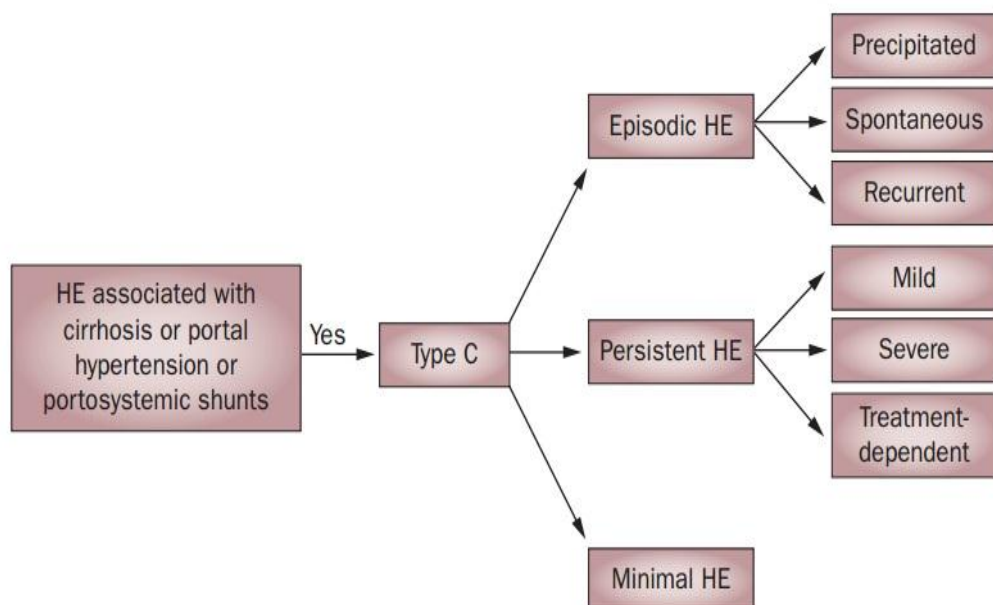 HE associated with
cirrhosis or portal
hypertension or
portosystemic shunts
Yes
Type C
Episodic HE
Precipitated
Spontaneous
Recurrent
Persistent HE
Mild
Severe
Treatment-
dependent
Minimal HE